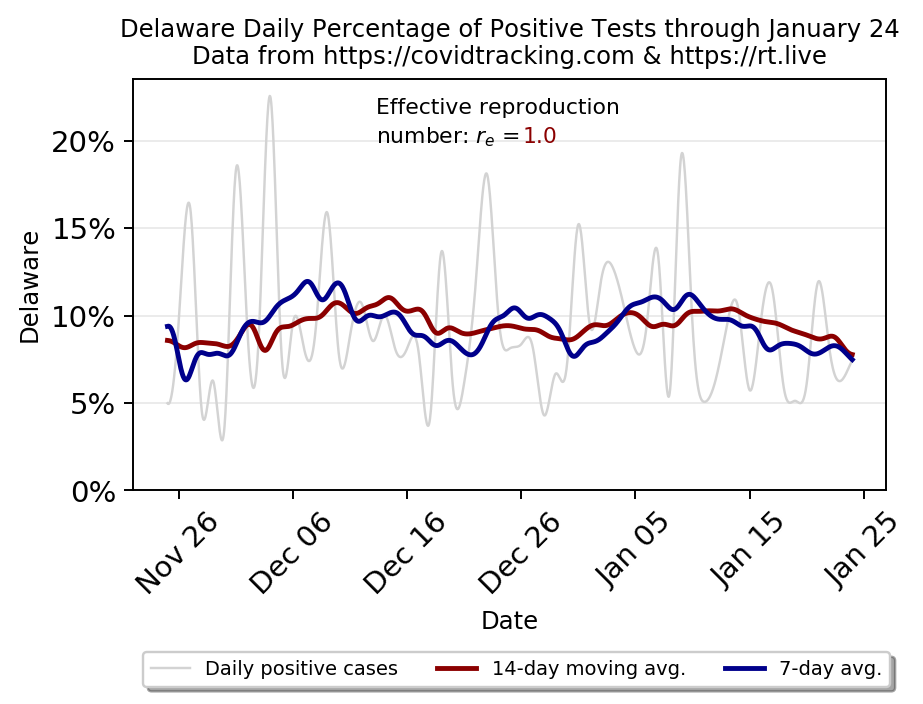 Delaware Daily Percentage of Positive Tests through January 24
Data from https://covidtracking.com & https://rt.live
Effective reproduction
number: rₑ =1.0
20%
15%
10%
5%
0%
Delaware
Nov 26
Dec 06
Dec 16
Dec 26
Jan 05
Jan 15
Jan 25
Date
Daily positive cases
14-day moving avg.
7-day avg.